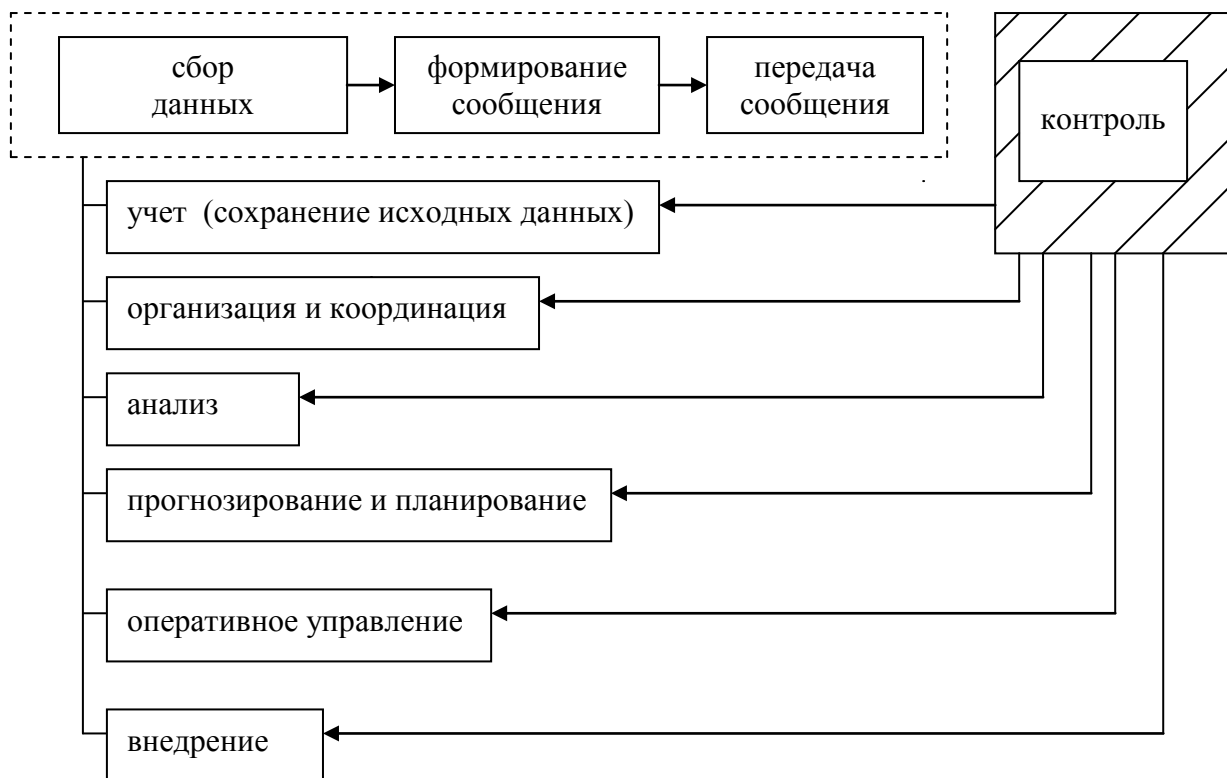 сбор
данных
формирование
сообщения
передача
сообщения
контроль
учет (сохранение исходных данных)
организация и координация
анализ
прогнозирование и планирование
оперативное управление
внедрение